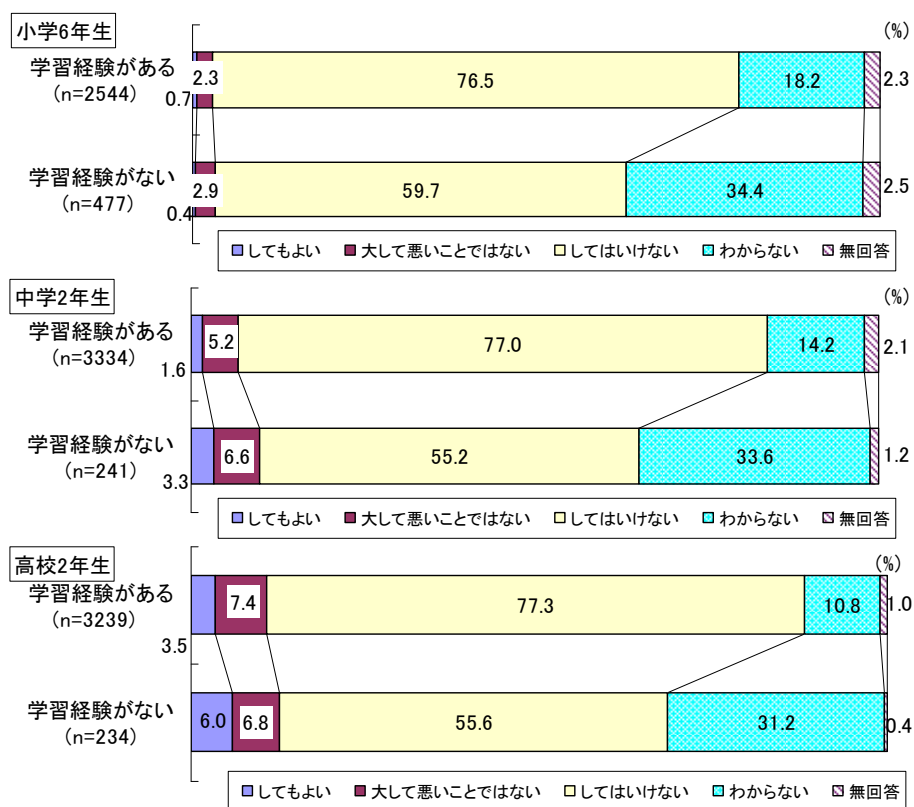 小学6年生
(%)
学習経験がある
(n=2544)
0.7
2.3
76.5
18.2
2.3
学習経験がない
(n=477)
0.4
2.9
59.7
34.4
2.5
してもよい 大して悪いことではない してはいけない わからない 無回答
中学2年生
(%)
学習経験がある
(n=3334)
1.6
5.2
77.0
14.2
2.1
学習経験がない
(n=241)
3.3
6.6
55.2
33.6
1.2
してもよい 大して悪いことではない してはいけない わからない 無回答
高校2年生
(%)
学習経験がある
(n=3239)
3.5
7.4
77.3
10.8
1.0
学習経験がない
(n=234)
6.0
6.8
55.6
31.2
0.4
してもよい 大して悪いことではない してはいけない わからない 無回答